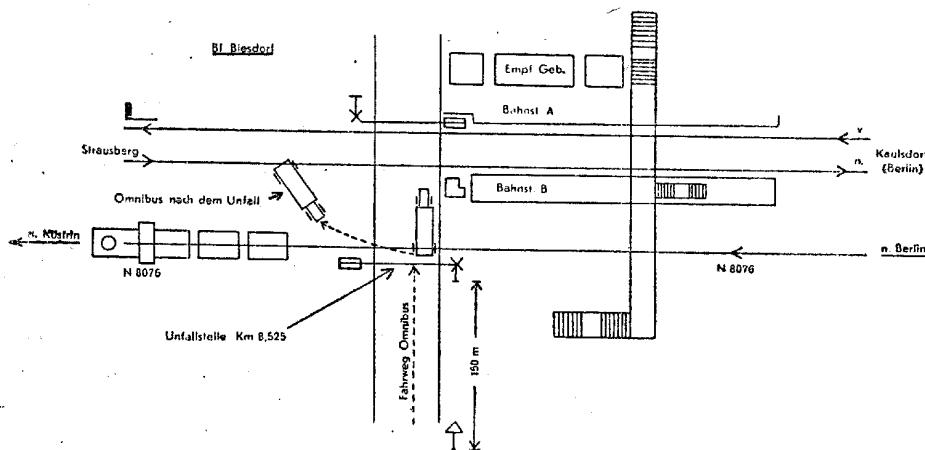 Bf Biesdorf
Empf Geb.
Bahnst. A
v.
Strausberg
n.
Kaulsdorf
(Berlin)
Bahnst. B
Omnibus nach dem Unfall
n. Küstrin
n. Berlin
N 8076
N 8076
Unfallstelle Km 8,525
Fahrweg Omnibus
150 m